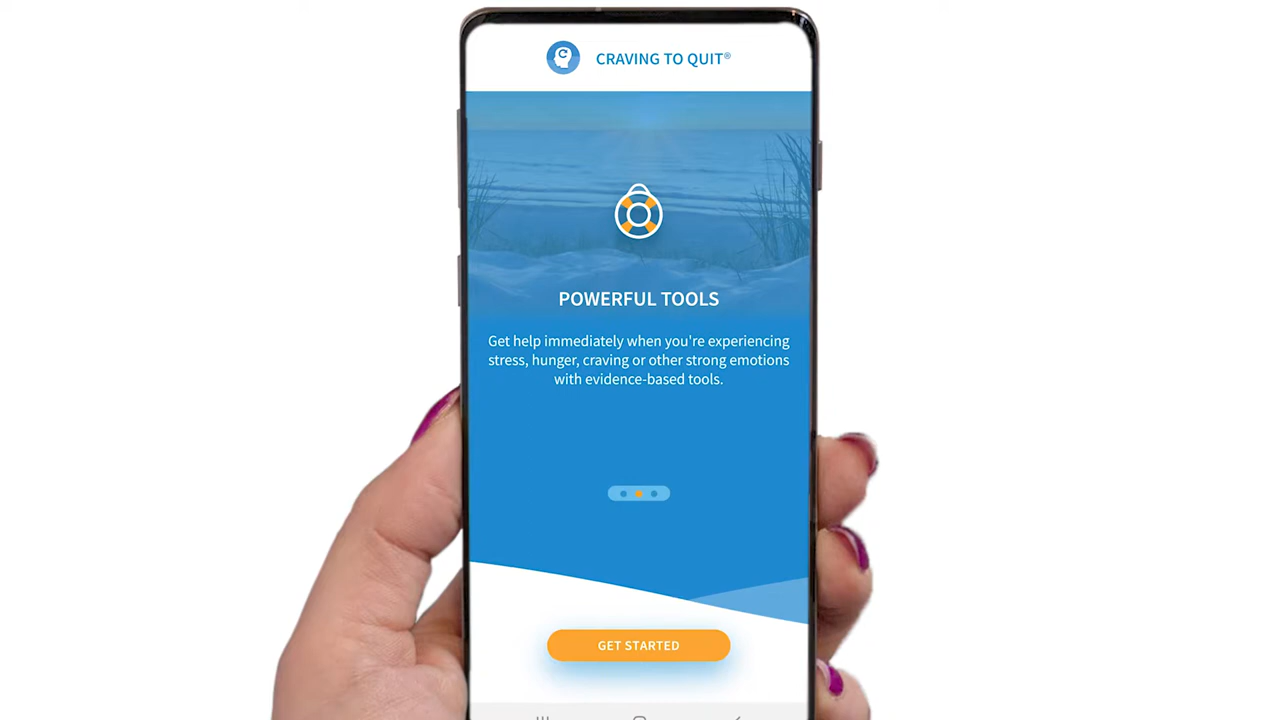 CRAVING TO QUIT®
POWERFUL TOOLS
Get help immediately when you're experiencing
stress, hunger, craving or other strong emotions
with evidence-based tools.
GET STARTED